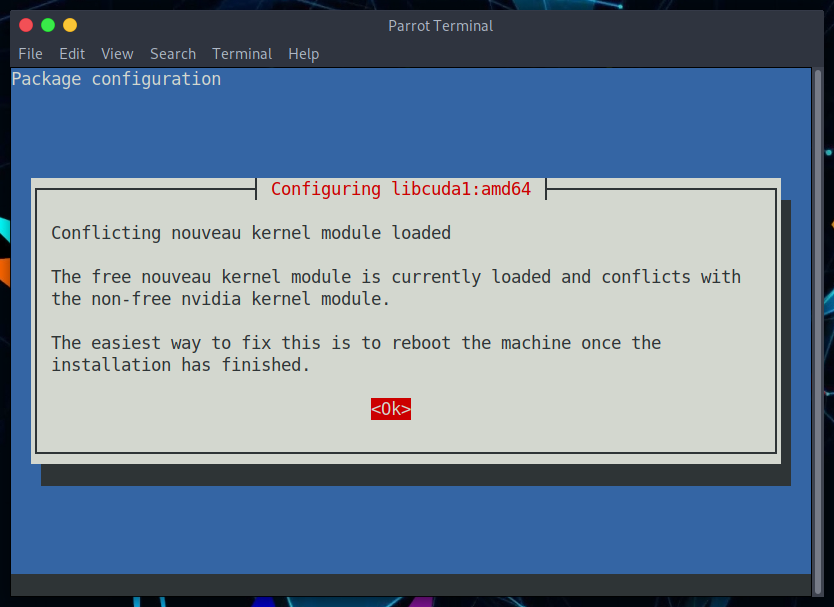 Parrot Terminal
File Edit View Search Terminal Help
Package configuration
Configuring libcuda1:amd64
Conflicting nouveau kernel module loaded
The free nouveau kernel module is currently loaded and conflicts with
the non-free nvidia kernel module.
The easiest way to fix this is to reboot the machine once the
installation has finished.
<Ok>